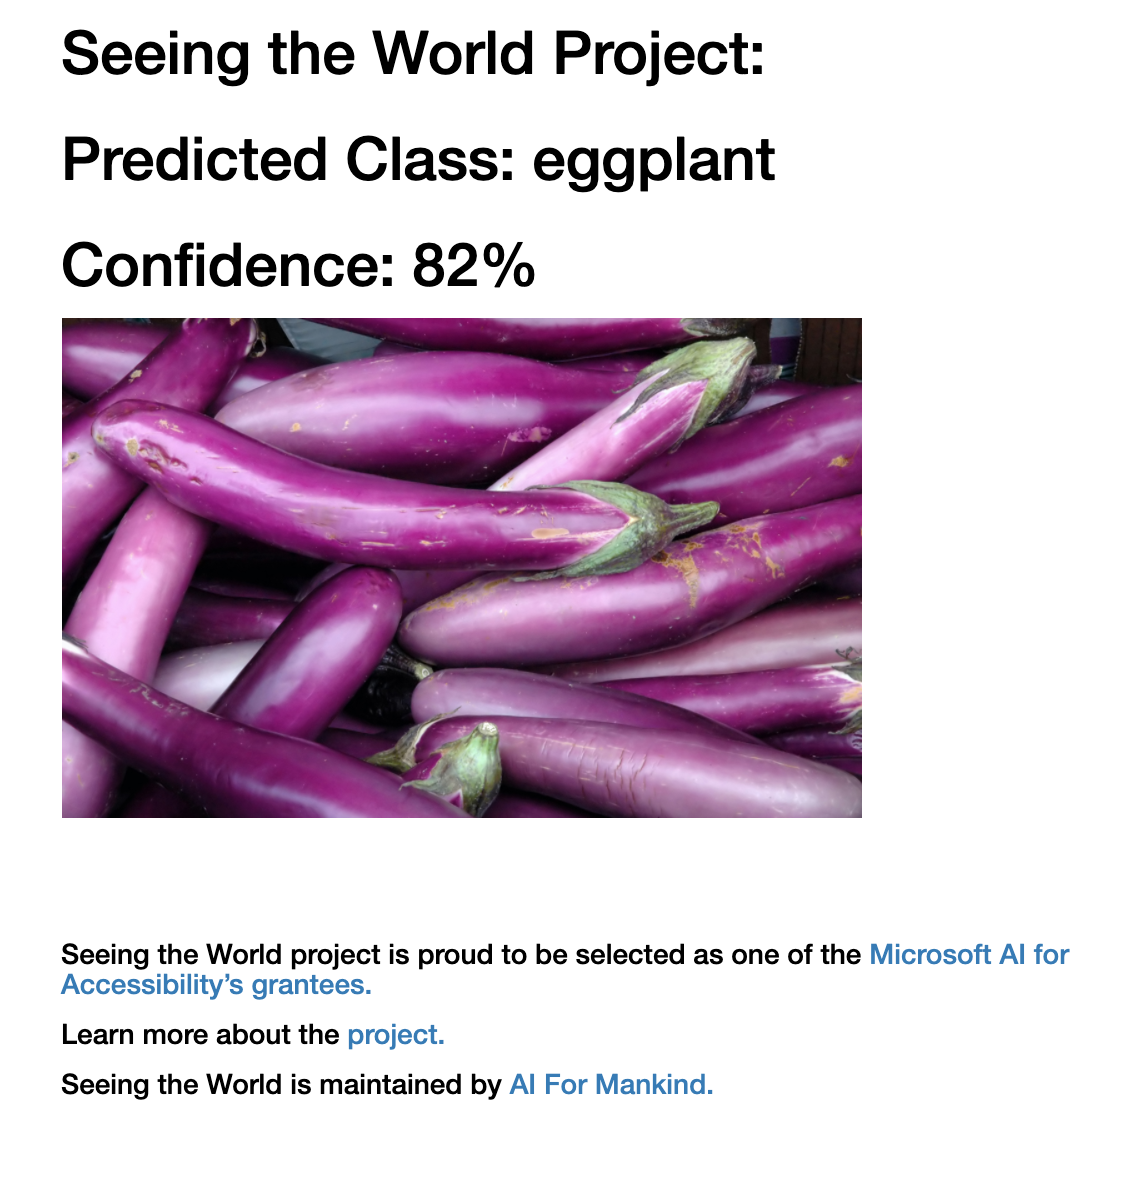 Seeing the World Project:
Predicted Class: eggplant
Confidence: 82%
Seeing the World project is proud to be selected as one of the Microsoft AI for
Accessibility’s grantees.
Learn more about the project.
Seeing the World is maintained by AI For Mankind.